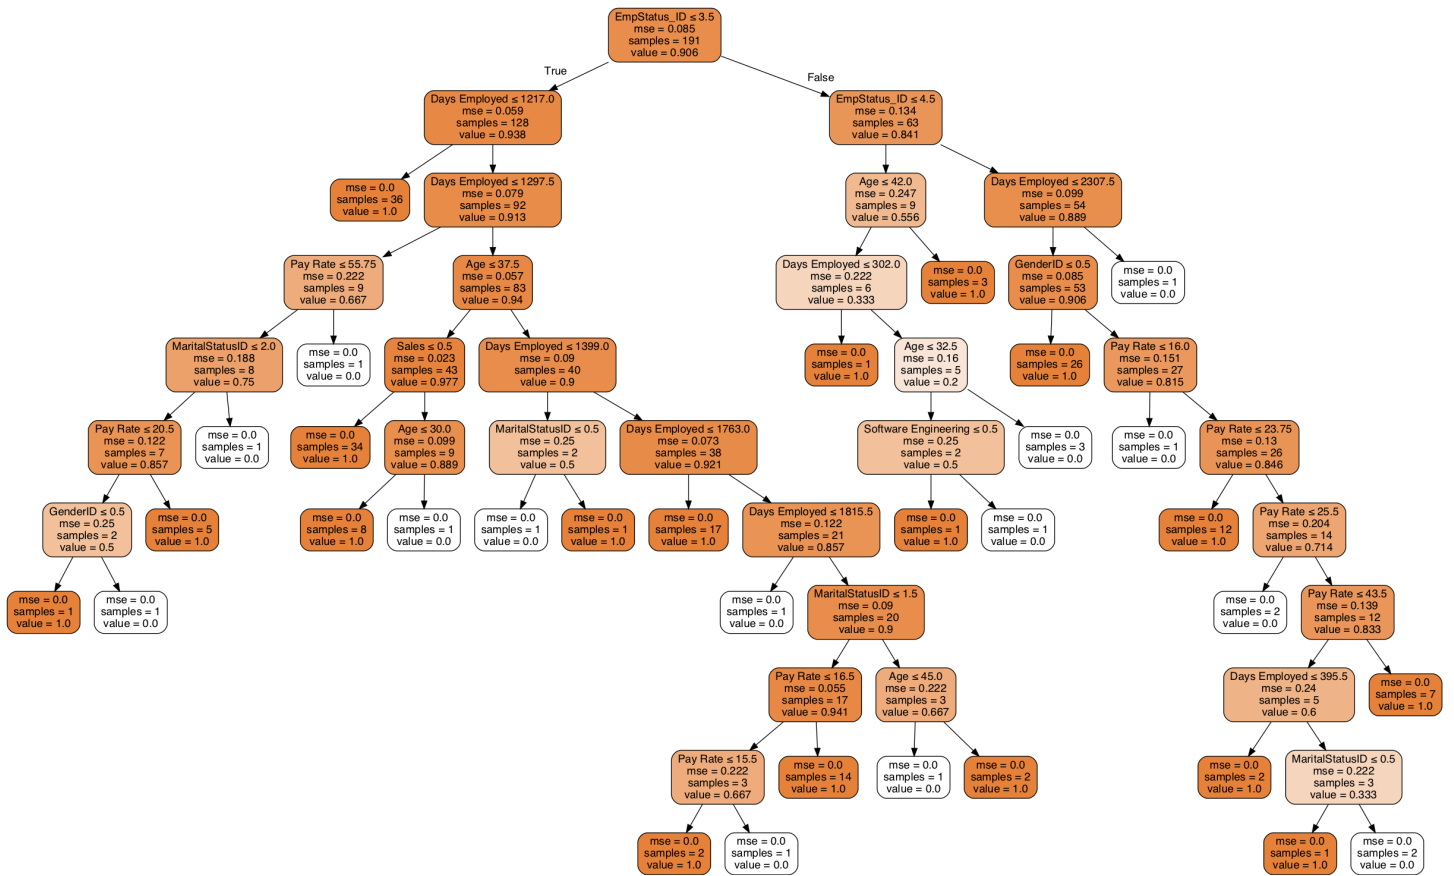 EmpStatus_ID ≤ 3.5
mse = 0.085
samples = 191
value = 0.906
True
False
Days Employed ≤ 1217.0
mse = 0.059
samples = 128
value = 0.938
EmpStatus_ID ≤ 4.5
mse = 0.134
samples = 63
value = 0.841
mse = 0.0
samples = 36
value = 1.0
Days Employed ≤ 1297.5
mse = 0.079
samples = 92
value = 0.913
Age ≤ 42.0
mse = 0.247
samples = 9
value = 0.556
Days Employed ≤ 2307.5
mse = 0.099
samples = 54
value = 0.889
Pay Rate ≤ 55.75
mse = 0.222
samples = 9
value = 0.667
Age ≤ 37.5
mse = 0.057
samples = 83
value = 0.94
Days Employed ≤ 302.0
mse = 0.222
samples = 6
value = 0.333
mse = 0.0
samples = 3
value = 1.0
GenderID ≤ 0.5
mse = 0.085
samples = 53
value = 0.906
mse = 0.0
samples = 1
value = 0.0
MaritalStatusID ≤ 2.0
mse = 0.188
samples = 8
value = 0.75
mse = 0.0
samples = 1
value = 0.0
Sales ≤ 0.5
mse = 0.023
samples = 43
value = 0.977
Days Employed ≤ 1399.0
mse = 0.09
samples = 40
value = 0.9
mse = 0.0
samples = 1
value = 1.0
Age ≤ 32.5
mse = 0.16
samples = 5
value = 0.2
mse = 0.0
samples = 26
value = 1.0
Pay Rate ≤ 16.0
mse = 0.151
samples = 27
value = 0.815
Pay Rate ≤ 20.5
mse = 0.122
samples = 7
value = 0.857
mse = 0.0
samples = 1
value = 0.0
mse = 0.0
samples = 34
value = 1.0
Age ≤ 30.0
mse = 0.099
samples = 9
value = 0.889
MaritalStatusID ≤ 0.5
mse = 0.25
samples = 2
value = 0.5
Days Employed ≤ 1763.0
mse = 0.073
samples = 38
value = 0.921
Software Engineering ≤ 0.5
mse = 0.25
samples = 2
value = 0.5
mse = 0.0
samples = 3
value = 0.0
mse = 0.0
samples = 1
value = 0.0
Pay Rate ≤ 23.75
mse = 0.13
samples = 26
value = 0.846
GenderID ≤ 0.5
mse = 0.25
samples = 2
value = 0.5
mse = 0.0
samples = 5
value = 1.0
mse = 0.0
samples = 8
value = 1.0
mse = 0.0
samples = 1
value = 0.0
mse = 0.0
samples = 1
value = 0.0
mse = 0.0
samples = 1
value = 1.0
mse = 0.0
samples = 17
value = 1.0
Days Employed ≤ 1815.5
mse = 0.122
samples = 21
value = 0.857
mse = 0.0
samples = 1
value = 1.0
mse = 0.0
samples = 1
value = 0.0
mse = 0.0
samples = 12
value = 1.0
Pay Rate ≤ 25.5
mse = 0.204
samples = 14
value = 0.714
mse = 0.0
samples = 1
value = 1.0
mse = 0.0
samples = 1
value = 0.0
mse = 0.0
samples = 1
value = 0.0
MaritalStatusID ≤ 1.5
mse = 0.09
samples = 20
value = 0.9
mse = 0.0
samples = 2
value = 0.0
Pay Rate ≤ 43.5
mse = 0.139
samples = 12
value = 0.833
Pay Rate ≤ 16.5
mse = 0.055
samples = 17
value = 0.941
Age ≤ 45.0
mse = 0.222
samples = 3
value = 0.667
Days Employed ≤ 395.5
mse = 0.24
samples = 5
value = 0.6
mse = 0.0
samples = 7
value = 1.0
Pay Rate ≤ 15.5
mse = 0.222
samples = 3
value = 0.667
mse = 0.0
samples = 14
value = 1.0
mse = 0.0
samples = 1
value = 0.0
mse = 0.0
samples = 2
value = 1.0
mse = 0.0
samples = 2
value = 1.0
MaritalStatusID ≤ 0.5
mse = 0.222
samples = 3
value = 0.333
mse = 0.0
samples = 2
value = 1.0
mse = 0.0
samples = 1
value = 0.0
mse = 0.0
samples = 1
value = 1.0
mse = 0.0
samples = 2
value = 0.0